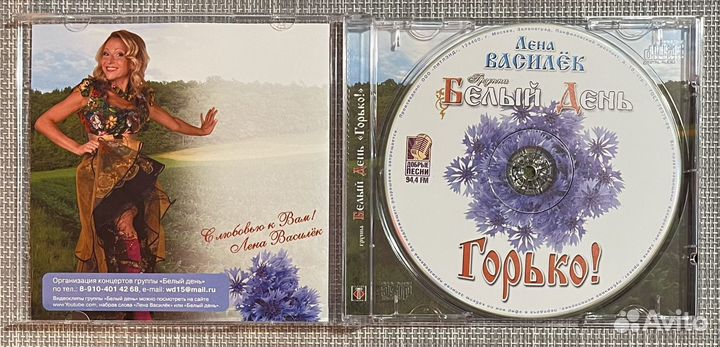 С любовью к Вам!
Лена Василёк
Организация концертов группы «Белый день»
по тел.: 8-910-401 42 68, e-mail: wd15@mail.ru
Видеоклипы группы «Белый день» можно посмотреть на сайте
www.Youtube.com, набрав слова «Лена Василёк» или «Белый день».
группа Белый День «Горько!»
Лена
ВАСИЛЁК
Группа
Белый День
ДОБРЫЕ
ПЕСНИ
94,4 FM
Горько!
Avito